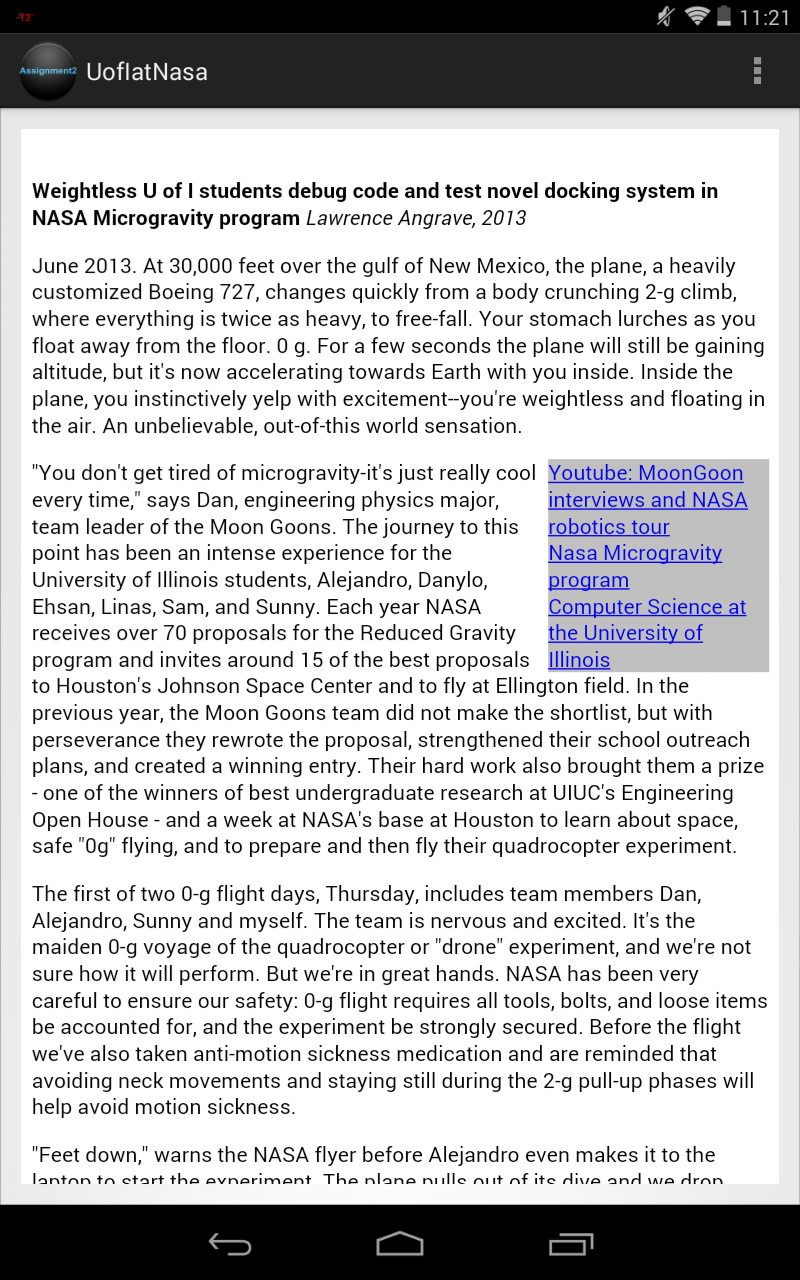 -12°
11:21
Assignment2
UofIatNasa
Weightless U of I students debug code and test novel docking system in
NASA Microgravity program Lawrence Angrave, 2013
June 2013. At 30,000 feet over the gulf of New Mexico, the plane, a heavily
customized Boeing 727, changes quickly from a body crunching 2-g climb,
where everything is twice as heavy, to free-fall. Your stomach lurches as you
float away from the floor. 0 g. For a few seconds the plane will still be gaining
altitude, but it's now accelerating towards Earth with you inside. Inside the
plane, you instinctively yelp with excitement--you're weightless and floating in
the air. An unbelievable, out-of-this world sensation.
"You don't get tired of microgravity-it's just really cool
every time," says Dan, engineering physics major,
team leader of the Moon Goons. The journey to this
point has been an intense experience for the
University of Illinois students, Alejandro, Danylo,
Ehsan, Linas, Sam, and Sunny. Each year NASA
receives over 70 proposals for the Reduced Gravity
program and invites around 15 of the best proposals
to Houston's Johnson Space Center and to fly at Ellington field. In the
previous year, the Moon Goons team did not make the shortlist, but with
perseverance they rewrote the proposal, strengthened their school outreach
plans, and created a winning entry. Their hard work also brought them a prize
- one of the winners of best undergraduate research at UIUC's Engineering
Open House - and a week at NASA's base at Houston to learn about space,
safe "0g" flying, and to prepare and then fly their quadrocopter experiment.
Youtube: MoonGoon
interviews and NASA
robotics tour
Nasa Microgravity
program
Computer Science at
the University of
Illinois
The first of two 0-g flight days, Thursday, includes team members Dan,
Alejandro, Sunny and myself. The team is nervous and excited. It's the
maiden 0-g voyage of the quadrocopter or "drone" experiment, and we're not
sure how it will perform. But we're in great hands. NASA has been very
careful to ensure our safety: 0-g flight requires all tools, bolts, and loose items
be accounted for, and the experiment be strongly secured. Before the flight
we've also taken anti-motion sickness medication and are reminded that
avoiding neck movements and staying still during the 2-g pull-up phases will
help avoid motion sickness.
"Feet down," warns the NASA flyer before Alejandro even makes it to the
laptop to start the experiment. The plane pulls out of its dive and we drop